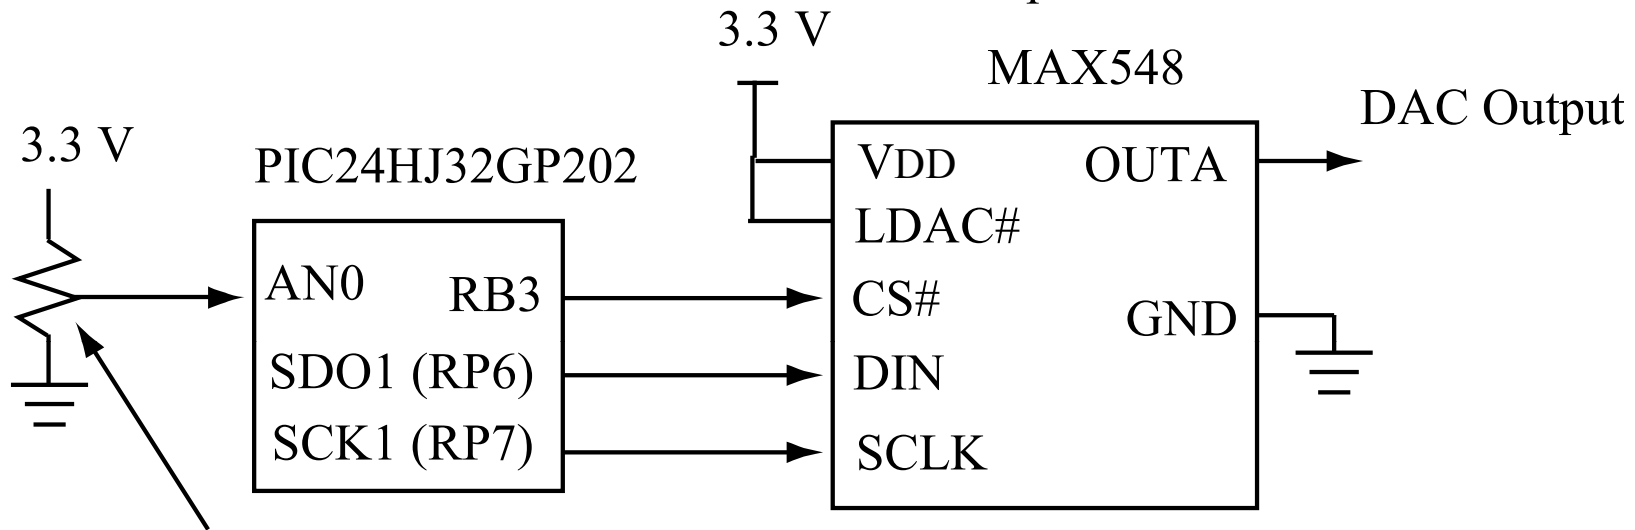 3.3 V
MAX548
DAC Output
3.3 V
PIC24HJ32GP202
VDD
OUTA
LDAC#
AN0
RB3
CS#
GND
SDO1 (RP6)
DIN
SCK1 (RP7)
SCLK